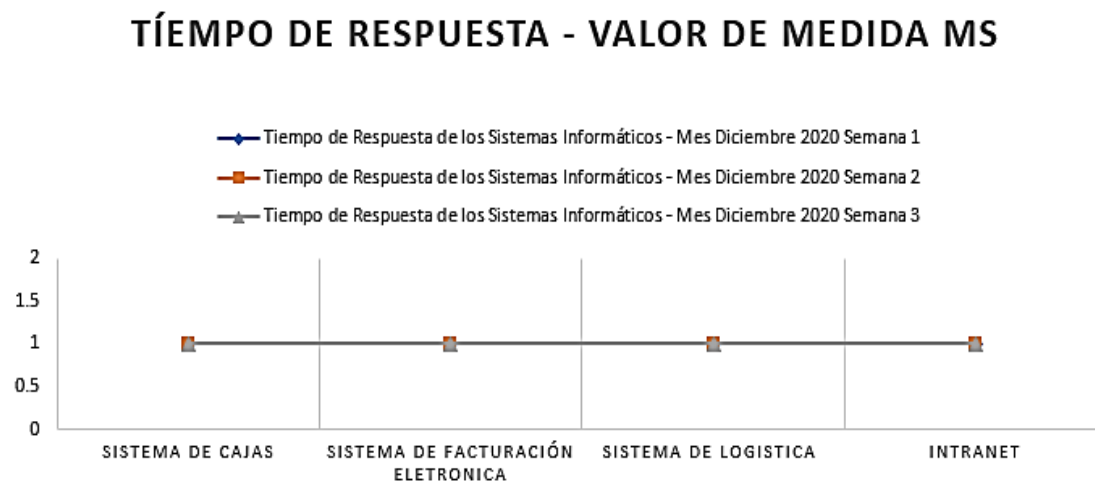 TÍEMPO DE RESPUESTA - VALOR DE MEDIDA MS
Tiempo de Respuesta de los Sistemas Informáticos - Mes Diciembre 2020 Semana 1
Tiempo de Respuesta de los Sistemas Informáticos - Mes Diciembre 2020 Semana 2
Tiempo de Respuesta de los Sistemas Informáticos - Mes Diciembre 2020 Semana 3
2
1.5
1
0.5
0
SISTEMA DE CAJAS
SISTEMA DE FACTURACIÓN
ELETRONICA
SISTEMA DE LOGISTICA
INTRANET